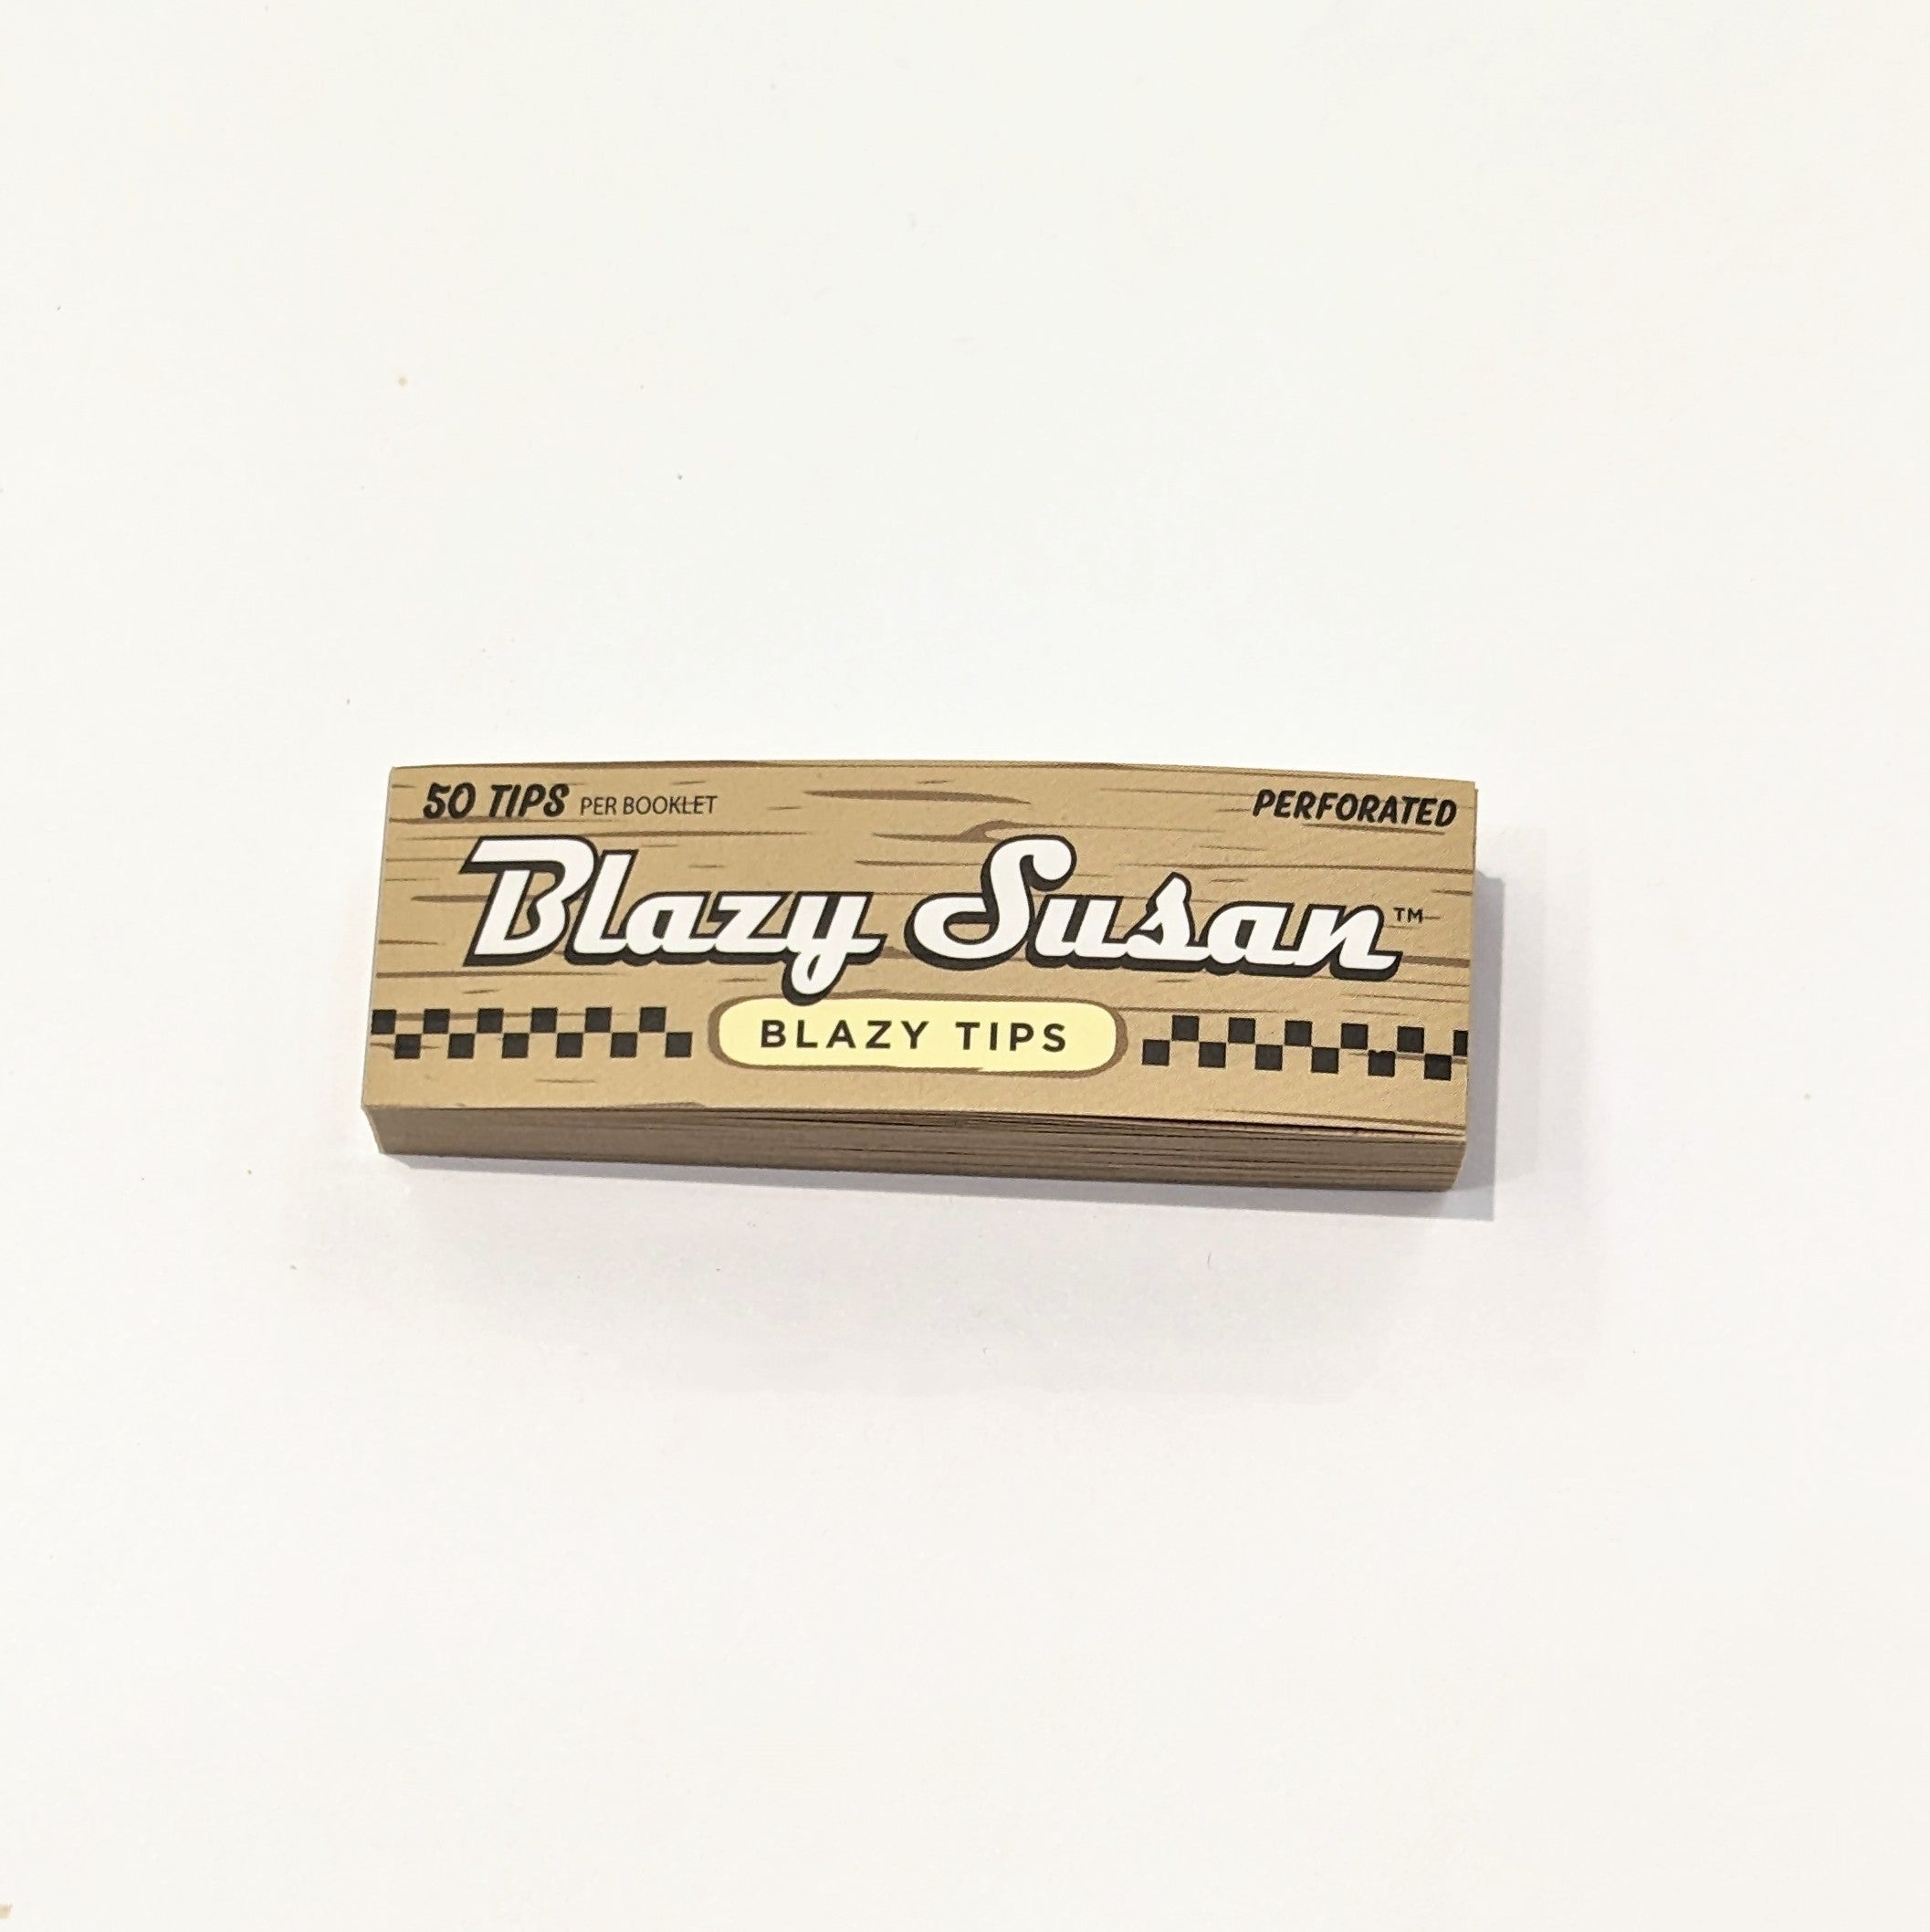 50 TIPS PER BOOKLET
PERFORATED
Blazy Susan™
BLAZY TIPS